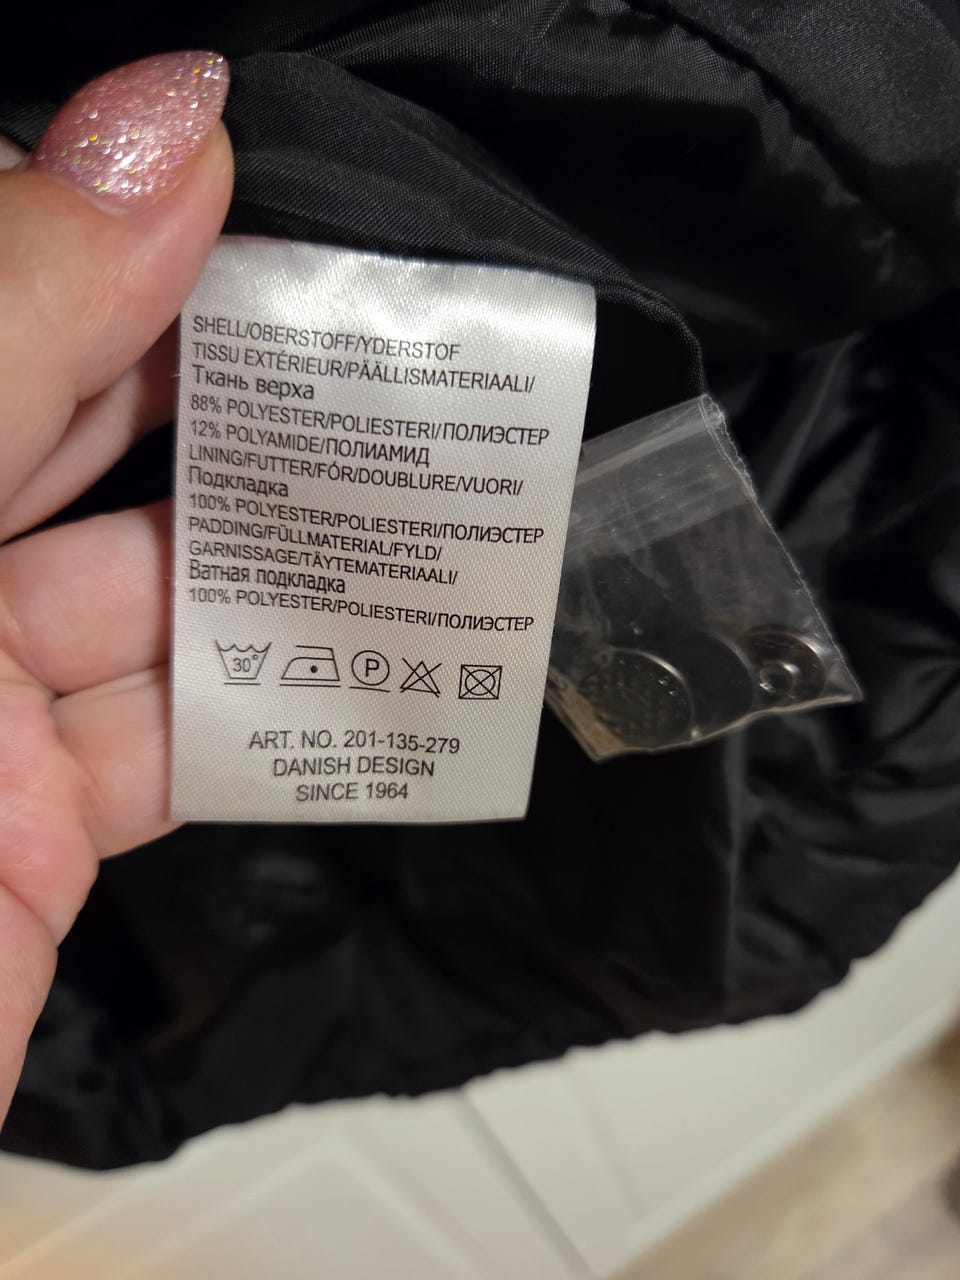 SHELL/OBERSTOFF/YDERSTOF
TISSU EXTÉRIEUR/PÄÄLLISMATERIAALI/
Ткань верха
88% POLYESTER/POLIESTERI/ПОЛИЭСТЕР
12% POLYAMIDE/ПОЛИАМИД
LINING/FUTTER/FÓR/DOUBLURE/VUORI/
Подкладка
100% POLYESTER/POLIESTERI/ПОЛИЭСТЕР
PADDING/FÜLLMATERIAL/FYLD/
GARNISSAGE/TÄYTEMATERIAALI/
Ватная подкладка
100% POLYESTER/POLIESTERI/ПОЛИЭСТЕР
30° P
ART. NO. 201-135-279
DANISH DESIGN
SINCE 1964